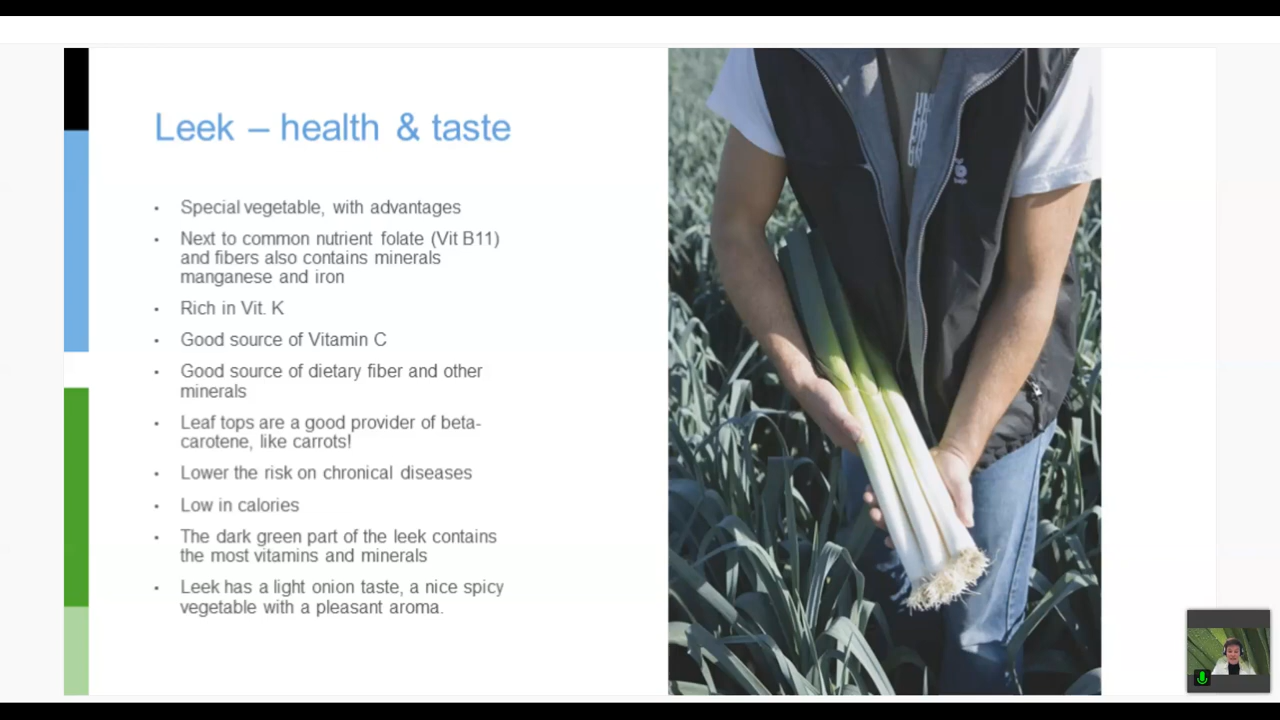 Leek – health & taste
• Special vegetable, with advantages
• Next to common nutrient folate (Vit B11)
and fibers also contains minerals
manganese and iron
• Rich in Vit. K
• Good source of Vitamin C
• Good source of dietary fiber and other
minerals
• Leaf tops are a good provider of beta-
carotene, like carrots!
• Lower the risk on chronical diseases
• Low in calories
• The dark green part of the leek contains
the most vitamins and minerals
• Leek has a light onion taste, a nice spicy
vegetable with a pleasant aroma.